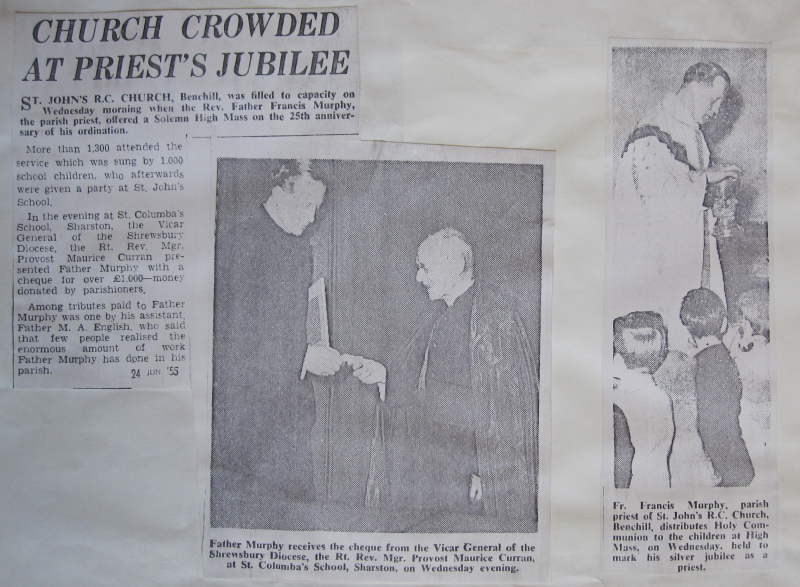 CHURCH CROWDED
AT PRIEST'S JUBILEE
ST. JOHN'S R.C. CHURCH, Benchill, was filled to capacity on
Wednesday morning when the Rev. Father Francis Murphy,
the parish priest, offered a Solemn High Mass on the 25th anniver-
sary of his ordination.
More than 1,300 attended the
service which was sung by 1,000
school children, who afterwards
were given a party at St. John's
School.
In the evening at St. Columba's
School, Sharston, the Vicar
General of the Shrewsbury
Diocese, the Rt. Rev. Mgr.
Provost Maurice Curran pre-
sented Father Murphy with a
cheque for over £1,000—money
donated by parishioners.
Among tributes paid to Father
Murphy was one by his assistant,
Father M. A. English, who said
that few people realised the
enormous amount of work
Father Murphy has done in his
parish.
24 JUN '55
Father Murphy receives the cheque from the Vicar General of the
Shrewsbury Diocese, the Rt. Rev. Mgr. Provost Maurice Curran,
at St. Columba's School, Sharston, on Wednesday evening.
Fr. Francis Murphy, parish
priest of St. John's R.C. Church,
Benchill, distributes Holy Com-
munion to the children at High
Mass, on Wednesday, held to
mark his silver jubilee as a
priest.